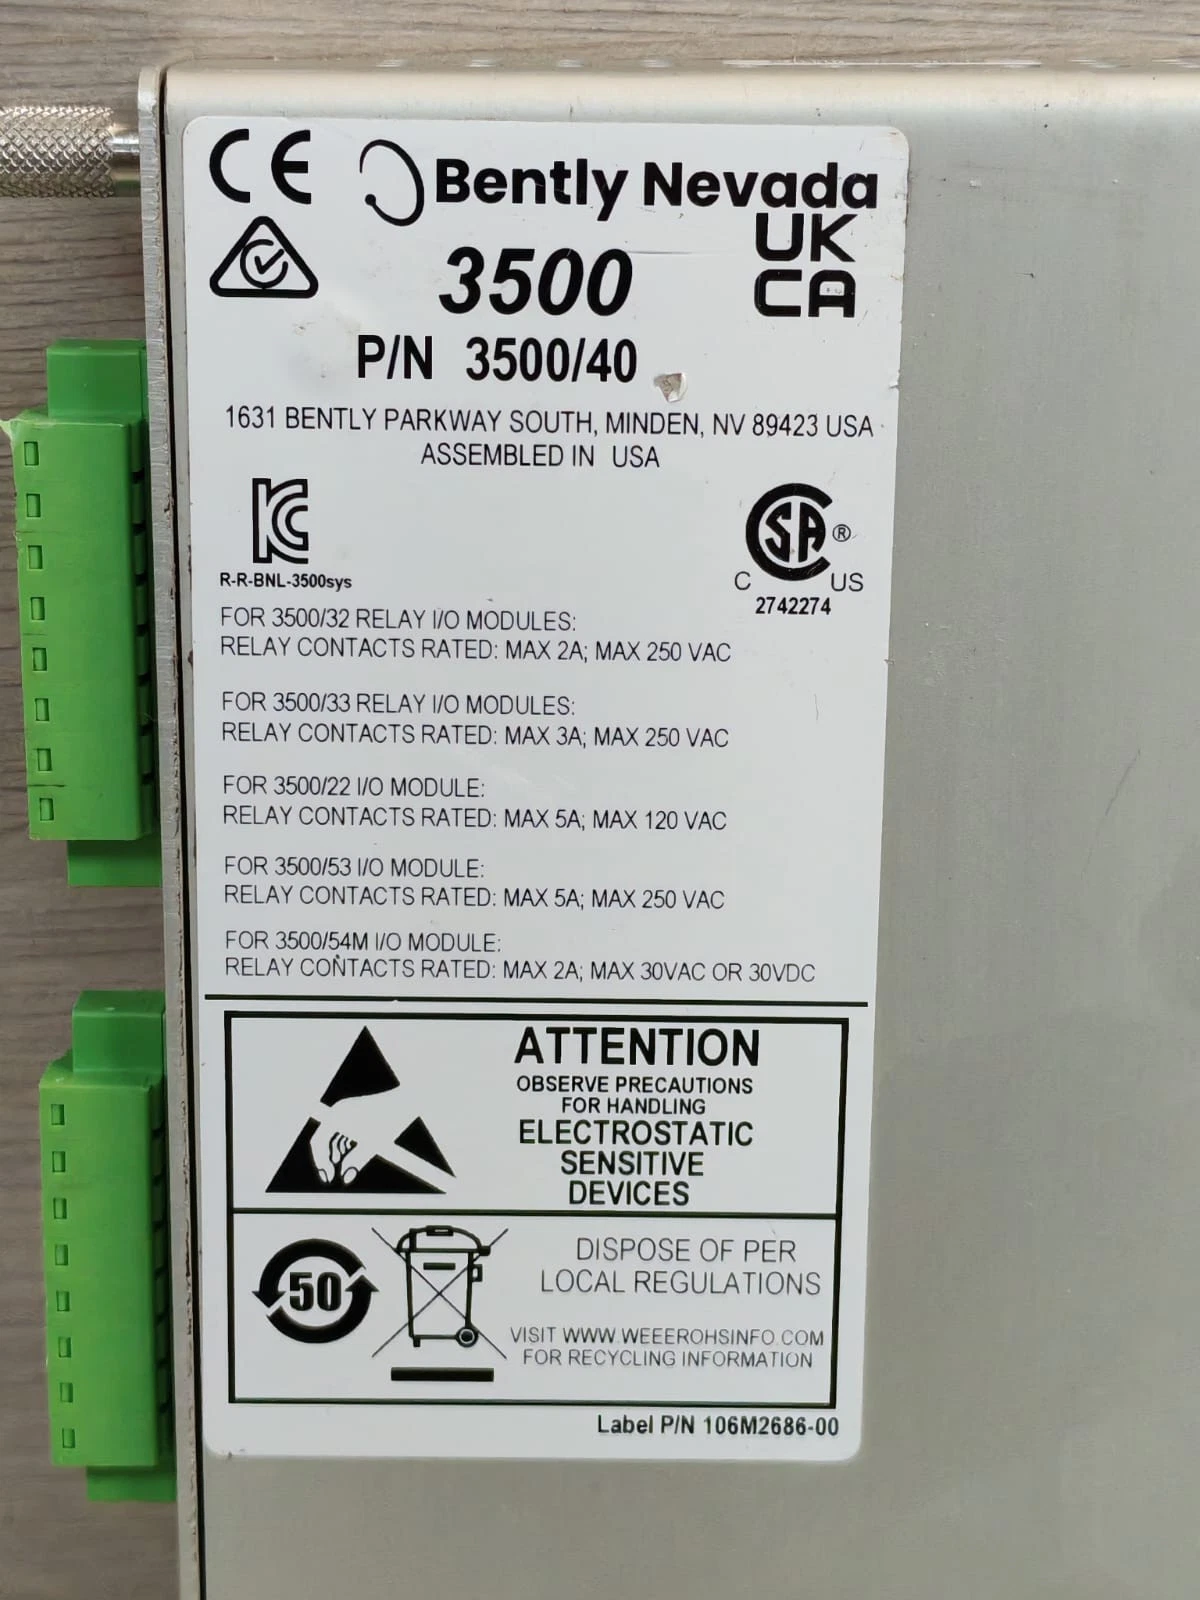 CE Bently Nevada
UK
CA
3500
P/N 3500/40
1631 BENTLY PARKWAY SOUTH, MINDEN, NV 89423 USA
ASSEMBLED IN USA
KC
R-R-BNL-3500sys
CSA ®
C US
2742274
FOR 3500/32 RELAY I/O MODULES:
RELAY CONTACTS RATED: MAX 2A; MAX 250 VAC
FOR 3500/33 RELAY I/O MODULES:
RELAY CONTACTS RATED: MAX 3A; MAX 250 VAC
FOR 3500/22 I/O MODULE:
RELAY CONTACTS RATED: MAX 5A; MAX 120 VAC
FOR 3500/53 I/O MODULE:
RELAY CONTACTS RATED: MAX 5A; MAX 250 VAC
FOR 3500/54M I/O MODULE:
RELAY CONTACTS RATED: MAX 2A; MAX 30VAC OR 30VDC
ATTENTION
OBSERVE PRECAUTIONS
FOR HANDLING
ELECTROSTATIC
SENSITIVE
DEVICES
50
DISPOSE OF PER
LOCAL REGULATIONS
VISIT WWW.WEEEROHSINFO.COM
FOR RECYCLING INFORMATION
Label P/N 106M2686-00